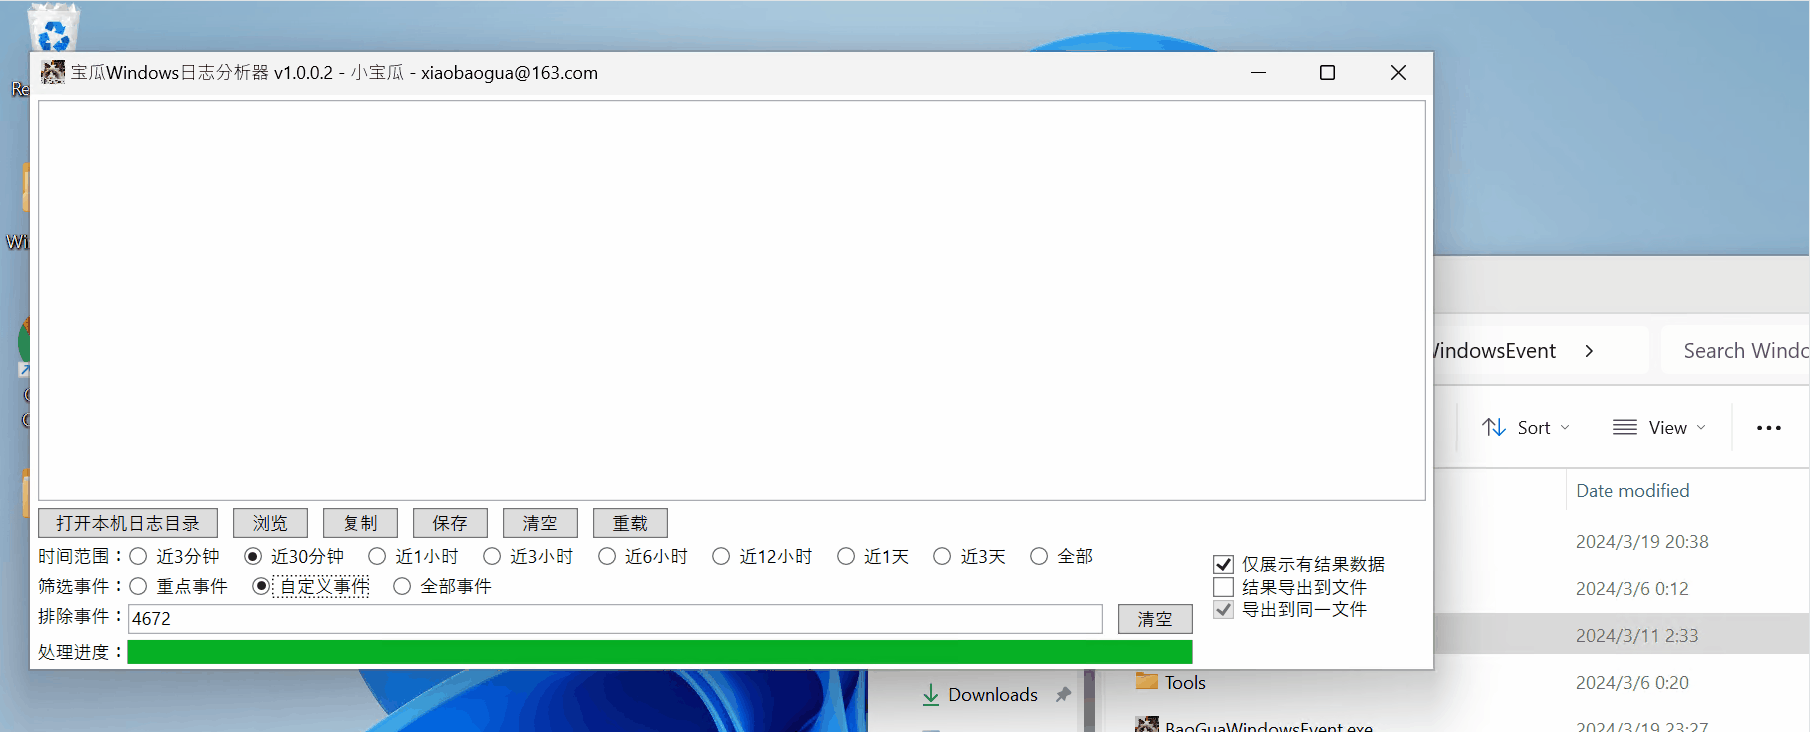 宝瓜Windows日志分析器 v1.0.0.2 - 小宝瓜 - xiaobaogua@163.com
打开本机日志目录 浏览 复制 保存 清空 重载
时间范围： 近3分钟 近30分钟 近1小时 近3小时 近6小时 近12小时 近1天 近3天 全部
筛选事件： 重点事件 自定义事件 全部事件
排除事件： 4672 清空
处理进度：
仅展示有结果数据
结果导出到文件
导出到同一文件
WindowsEvent
Search Windo
Sort View
Date modified
2024/3/19 20:38
2024/3/6 0:12
2024/3/11 2:33
Tools 2024/3/6 0:20
BaoGuaWindowsEvent.exe 2024/3/19 23:27
Downloads
Re
Wi